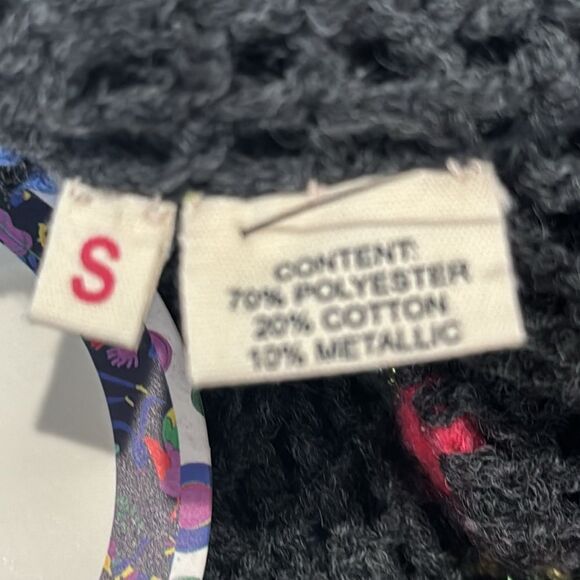 S
CONTENT:
70% POLYESTER
20% COTTON
10% METALLIC